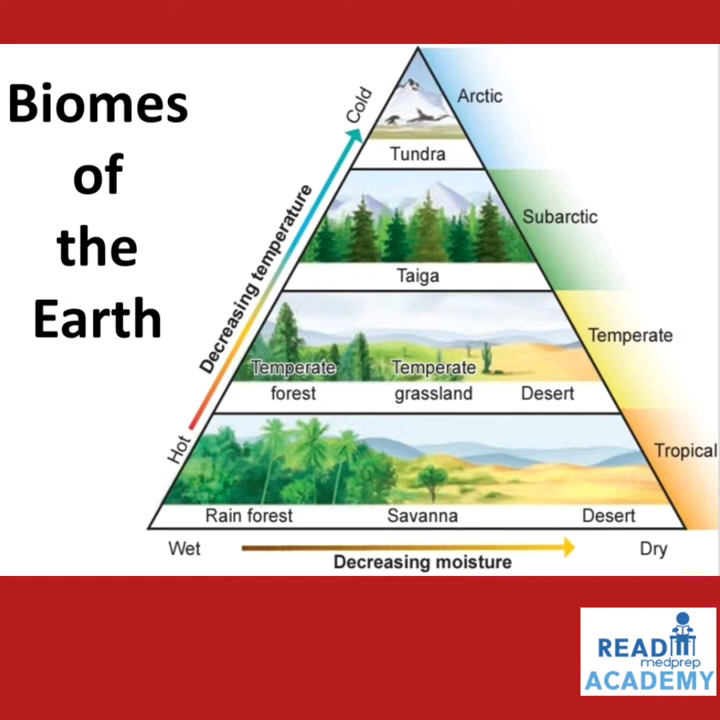 Biomes
of
the
Earth
Cold
Decreasing temperature
Hot
Arctic
Tundra
Subarctic
Taiga
Temperate
Temperate Temperate
forest grassland Desert
Tropical
Rain forest Savanna Desert
Wet Dry
Decreasing moisture
READ
medprep
ACADEMY